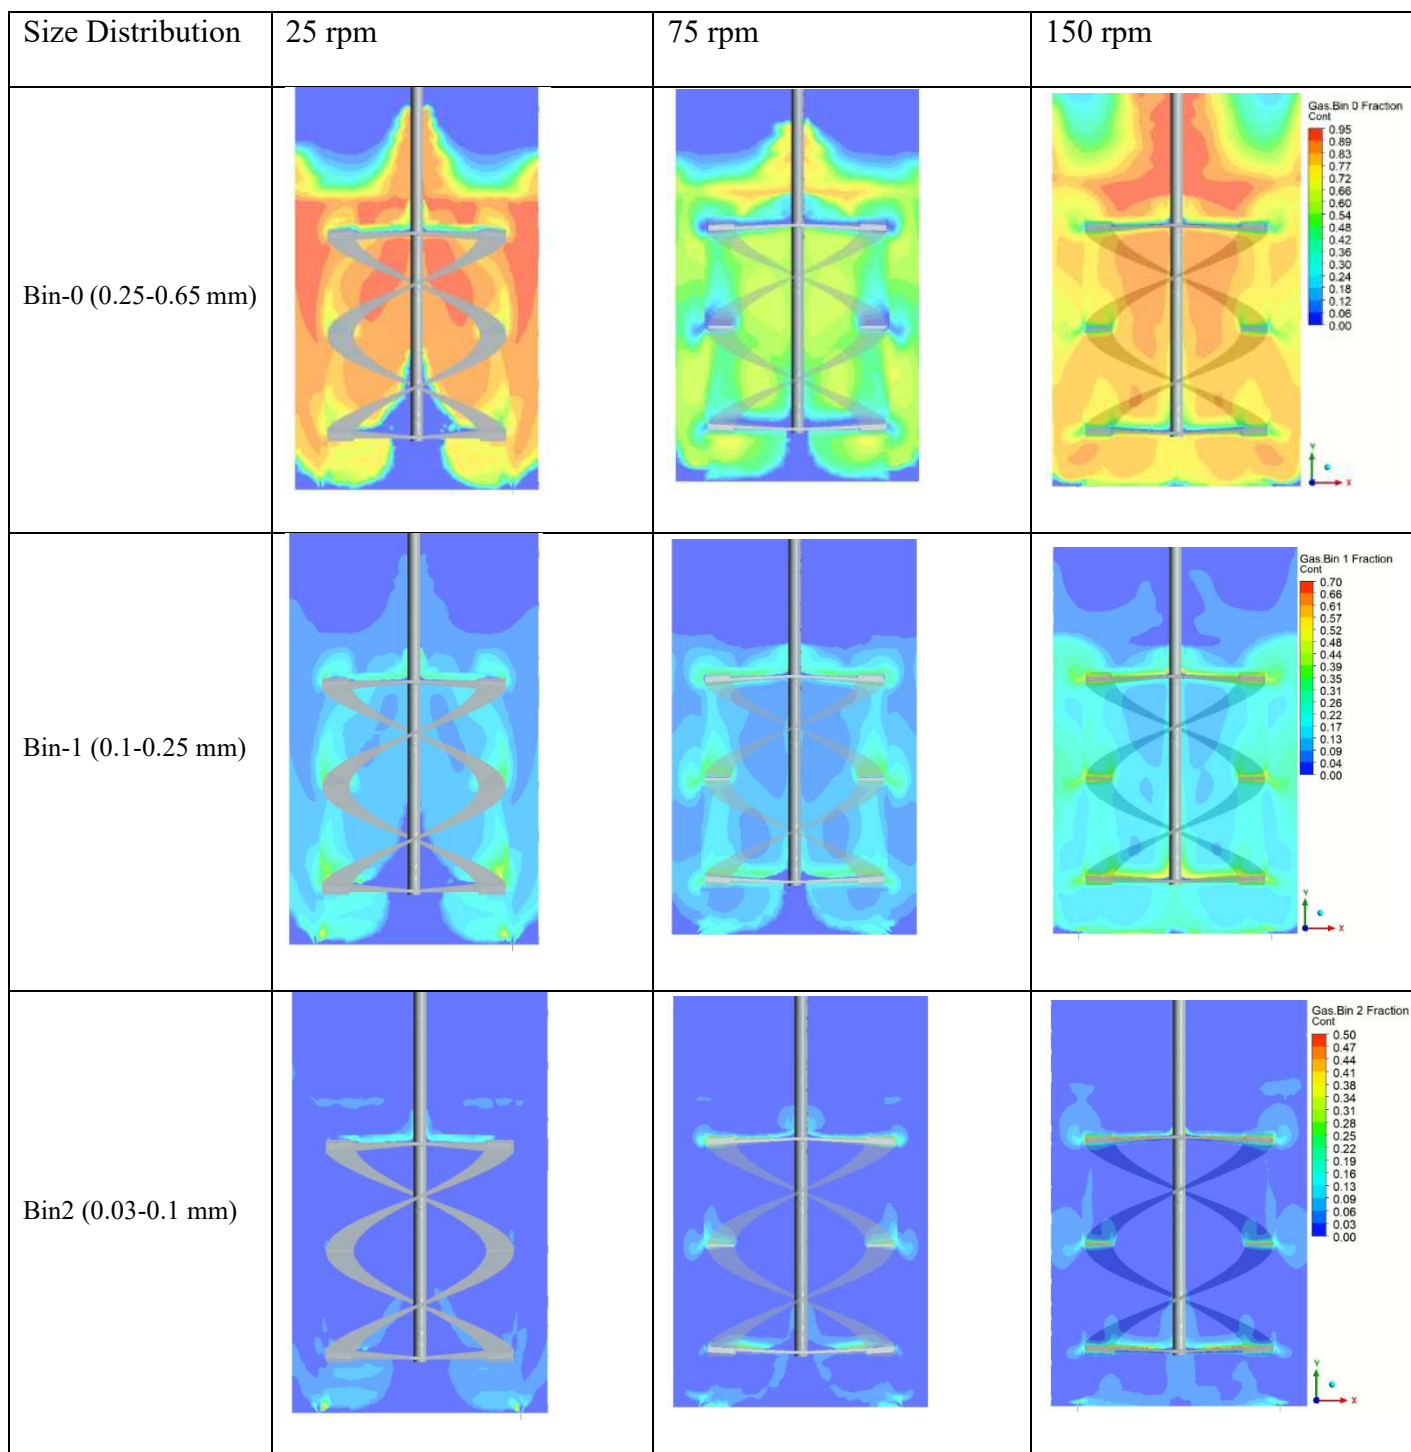 Size Distribution
25 rpm
75 rpm
150 rpm
Bin-0 (0.25-0.65 mm)
Gas.Bin 0 Fraction
Cont
0.95
0.89
0.83
0.77
0.72
0.66
0.60
0.54
0.48
0.42
0.36
0.30
0.24
0.18
0.12
0.06
0.00
Y
X
Bin-1 (0.1-0.25 mm)
Gas.Bin 1 Fraction
Cont
0.70
0.66
0.61
0.57
0.52
0.48
0.44
0.39
0.35
0.31
0.26
0.22
0.17
0.13
0.09
0.04
0.00
Y
X
Bin2 (0.03-0.1 mm)
Gas.Bin 2 Fraction
Cont
0.50
0.47
0.44
0.41
0.38
0.34
0.31
0.28
0.25
0.22
0.19
0.16
0.13
0.09
0.06
0.03
0.00
Y
X